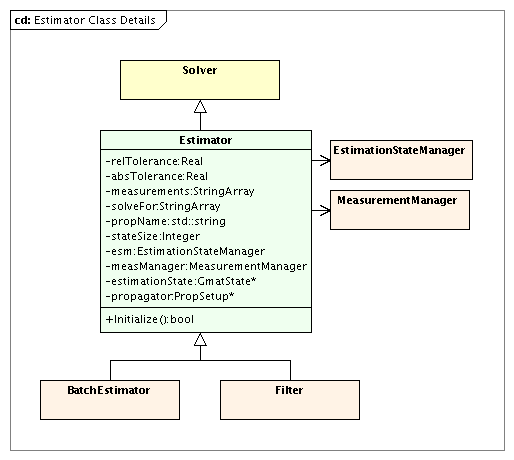 cd: Estimator Class Details
Solver
Estimator
-relTolerance:Real
-absTolerance:Real
-measurements:StringArray
-solveFor:StringArray
-propName:std::string
-stateSize:Integer
-esm:EstimationStateManager
-measManager:MeasurementManager
-estimationState:GmatState*
-propagator:PropSetup*
+Initialize():bool
EstimationStateManager
MeasurementManager
BatchEstimator
Filter